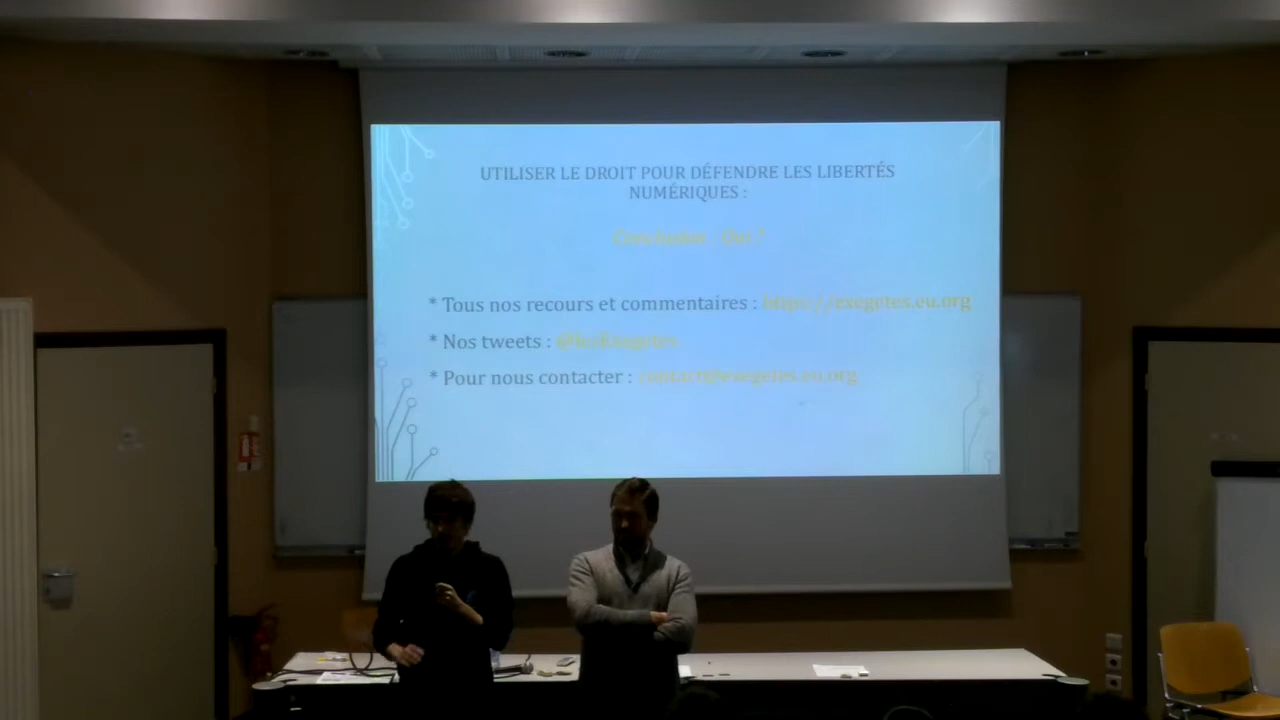 UTILISER LE DROIT POUR DÉFENDRE LES LIBERTÉS
NUMÉRIQUES :
Conclusion : Qui ?
* Tous nos recours et commentaires : https://exegetes.eu.org
* Nos tweets : @lesExegetes
* Pour nous contacter : contact@exegetes.eu.org